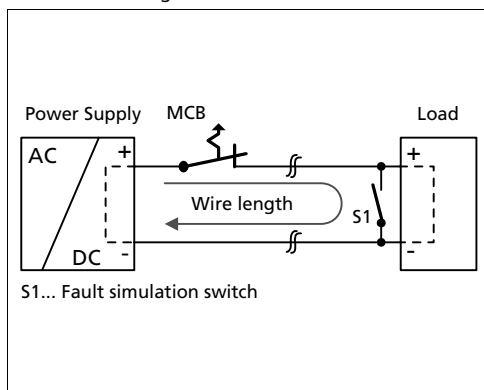 Power Supply MCB Load
AC + +
Wire length
S1
DC - -
S1... Fault simulation switch